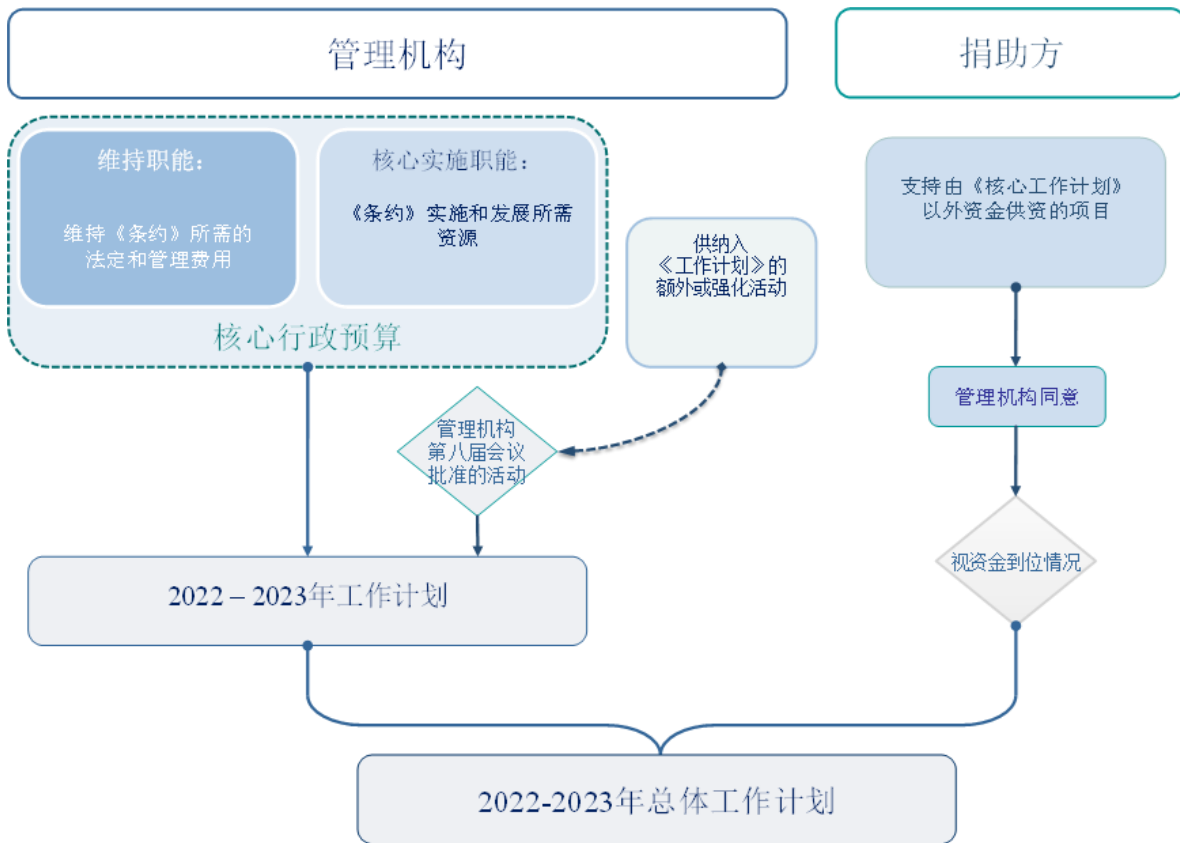 管理机构
捐助方
维持职能：
维持《条约》所需的
法定和管理费用
核心实施职能：
《条约》实施和发展所需
资源
核心行政预算
供纳入
《工作计划》的
额外或强化活动
支持由《核心工作计划》
以外资金供资的项目
管理机构同意
管理机构
第八届会议
批准的活动
视资金到位情况
2022 – 2023年工作计划
2022-2023年总体工作计划